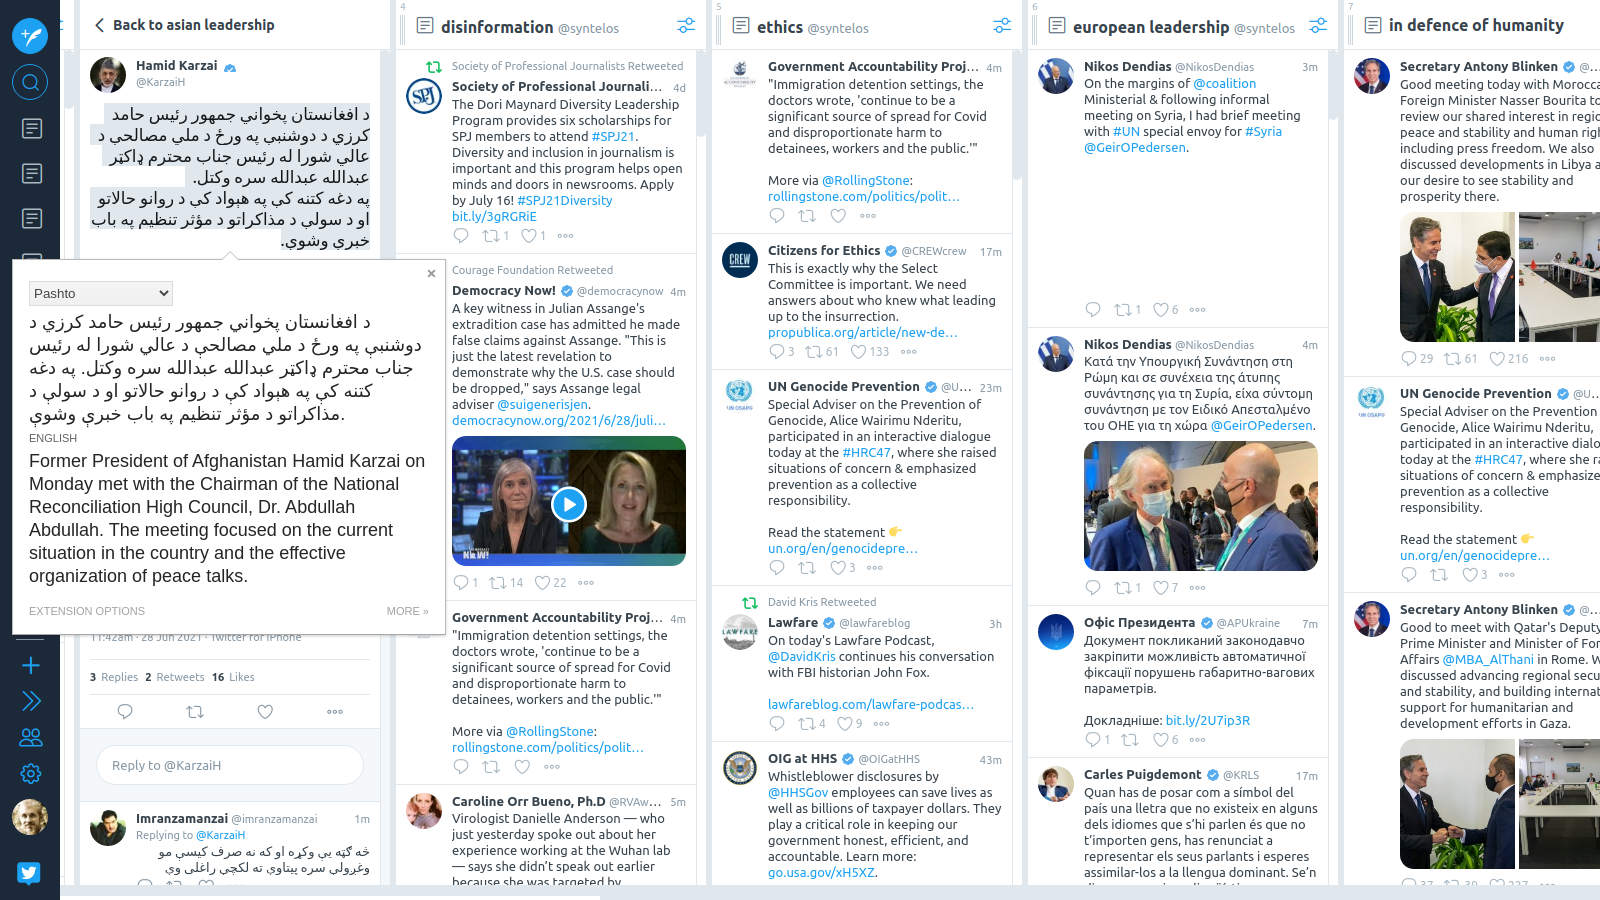 Back to asian leadership
Hamid Karzai
@KarzaiH
د افغانستان پخواني جمهور رئیس حامد
کرزي د دوشنبې په ورځ د ملي مصالحې د
عالي شورا له رئیس جناب محترم ډاکټر
عبدالله عبدالله سره وکتل.
په دغه کتنه کې په هېواد کې د روانو حالاتو
او د سولې د مذاکراتو د مؤثر تنظیم په باب
خبرې وشوې.
×
Pashto
د افغانستان پخواني جمهور رئیس حامد کرزي د
دوشنبې په ورځ د ملي مصالحې د عالي شورا له رئیس
جناب محترم ډاکټر عبدالله عبدالله سره وکتل. په دغه
کتنه کې په هېواد کې د روانو حالاتو او د سولې د
مذاکراتو د مؤثر تنظیم په باب خبرې وشوې.
ENGLISH
Former President of Afghanistan Hamid Karzai on
Monday met with the Chairman of the National
Reconciliation High Council, Dr. Abdullah
Abdullah. The meeting focused on the current
situation in the country and the effective
organization of peace talks.
EXTENSION OPTIONS
MORE »
11:42am · 28 Jun 2021 · Twitter for iPhone
3 Replies 2 Retweets 16 Likes
Reply to @KarzaiH
Imranzamanzai @imranzamanzai 1m
Replying to @KarzaiH
څه ګټه یې وکړه او که نه صرف کیسې مو
وغږولې سره پیتاوي ته لکچې راغلی وې
4
disinformation @syntelos
Society of Professional Journalists Retweeted
Society of Professional Journali... 4d
The Dori Maynard Diversity Leadership
Program provides six scholarships for
SPJ members to attend #SPJ21.
Diversity and inclusion in journalism is
important and this program helps open
minds and doors in newsrooms. Apply
by July 16! #SPJ21Diversity
bit.ly/3gRGRiE
1 1
Courage Foundation Retweeted
Democracy Now! @democracynow 4m
A key witness in Julian Assange's
extradition case has admitted he made
false claims against Assange. "This is
just the latest revelation to
demonstrate why the U.S. case should
be dropped," says Assange legal
adviser @suigenerisjen.
democracynow.org/2021/6/28/juli…
1 14 22
Government Accountability Proj... 4m
"Immigration detention settings, the
doctors wrote, 'continue to be a
significant source of spread for Covid
and disproportionate harm to
detainees, workers and the public.'"
More via @RollingStone:
rollingstone.com/politics/polit…
Caroline Orr Bueno, Ph.D @RVAw... 5m
Virologist Danielle Anderson — who
just yesterday spoke out about her
experience working at the Wuhan lab
— says she didn’t speak out earlier
because she was targeted by
5
ethics @syntelos
Government Accountability Proj... 4m
"Immigration detention settings, the
doctors wrote, 'continue to be a
significant source of spread for Covid
and disproportionate harm to
detainees, workers and the public.'"
More via @RollingStone:
rollingstone.com/politics/polit…
CREW
Citizens for Ethics @CREWcrew 17m
This is exactly why the Select
Committee is important. We need
answers about who knew what leading
up to the insurrection.
propublica.org/article/new-de…
3 61 133
UN Genocide Prevention @U... 23m
Special Adviser on the Prevention of
Genocide, Alice Wairimu Nderitu,
participated in an interactive dialogue
today at the #HRC47, where she raised
situations of concern & emphasized
prevention as a collective
responsibility.
Read the statement
un.org/en/genocidepre…
3
David Kris Retweeted
LAWFARE
Lawfare @lawfareblog 3h
On today's Lawfare Podcast,
@DavidKris continues his conversation
with FBI historian John Fox.
lawfareblog.com/lawfare-podcas…
4 9
OIG at HHS @OIGatHHS 43m
Whistleblower disclosures by
@HHSGov employees can save lives as
well as billions of taxpayer dollars. They
play a critical role in keeping our
government honest, efficient, and
accountable. Learn more:
go.usa.gov/xH5XZ.
6
european leadership @syntelos
Nikos Dendias @NikosDendias 3m
On the margins of @coalition
Ministerial & following informal
meeting on Syria, I had brief meeting
with #UN special envoy for #Syria
@GeirOPedersen.
1 6
Nikos Dendias @NikosDendias 4m
Κατά την Υπουργική Συνάντηση στη
Ρώμη και σε συνέχεια της άτυπης
συνάντησης για τη Συρία, είχα σύντομη
συνάντηση με τον Ειδικό Απεσταλμένο
του ΟΗΕ για τη χώρα @GeirOPedersen.
1 7
Офіс Президента @APUkraine 7m
Документ покликаний законодавчо
закріпити можливість автоматичної
фіксації порушень габаритно-вагових
параметрів.
Докладніше: bit.ly/2U7ip3R
1 6
Carles Puigdemont @KRLS 17m
Quan has de posar com a símbol del
país una lletra que no existeix en alguns
dels idiomes que s’hi parlen és que no
t’importen gens, has renunciat a
representar els seus parlants i esperes
assimilar-los a la llengua dominant. Se’n
7
in defence of humanity
Secretary Antony Blinken @...
Good meeting today with Morocca
Foreign Minister Nasser Bourita to
review our shared interest in regio
peace and stability and human righ
including press freedom. We also
discussed developments in Libya a
our desire to see stability and
prosperity there.
29 61 216
UN Genocide Prevention @U...
Special Adviser on the Prevention
Genocide, Alice Wairimu Nderitu,
participated in an interactive dialo
today at the #HRC47, where she ra
situations of concern & emphasize
prevention as a collective
responsibility.
Read the statement
un.org/en/genocidepre…
3
Secretary Antony Blinken @...
Good to meet with Qatar's Deputy
Prime Minister and Minister of For
Affairs @MBA_AlThani in Rome. W
discussed advancing regional secu
and stability, and building internat
support for humanitarian and
development efforts in Gaza.
37 39 227